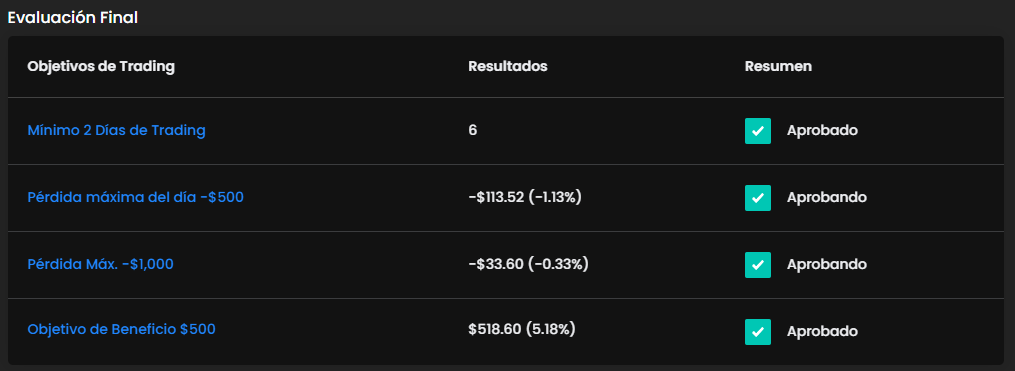 Evaluación Final
Objetivos de Trading Resultados Resumen
Mínimo 2 Días de Trading 6 Aprobado
Pérdida máxima del día -$500 -$113.52 (-1.13%) Aprobando
Pérdida Máx. -$1,000 -$33.60 (-0.33%) Aprobando
Objetivo de Beneficio $500 $518.60 (5.18%) Aprobado